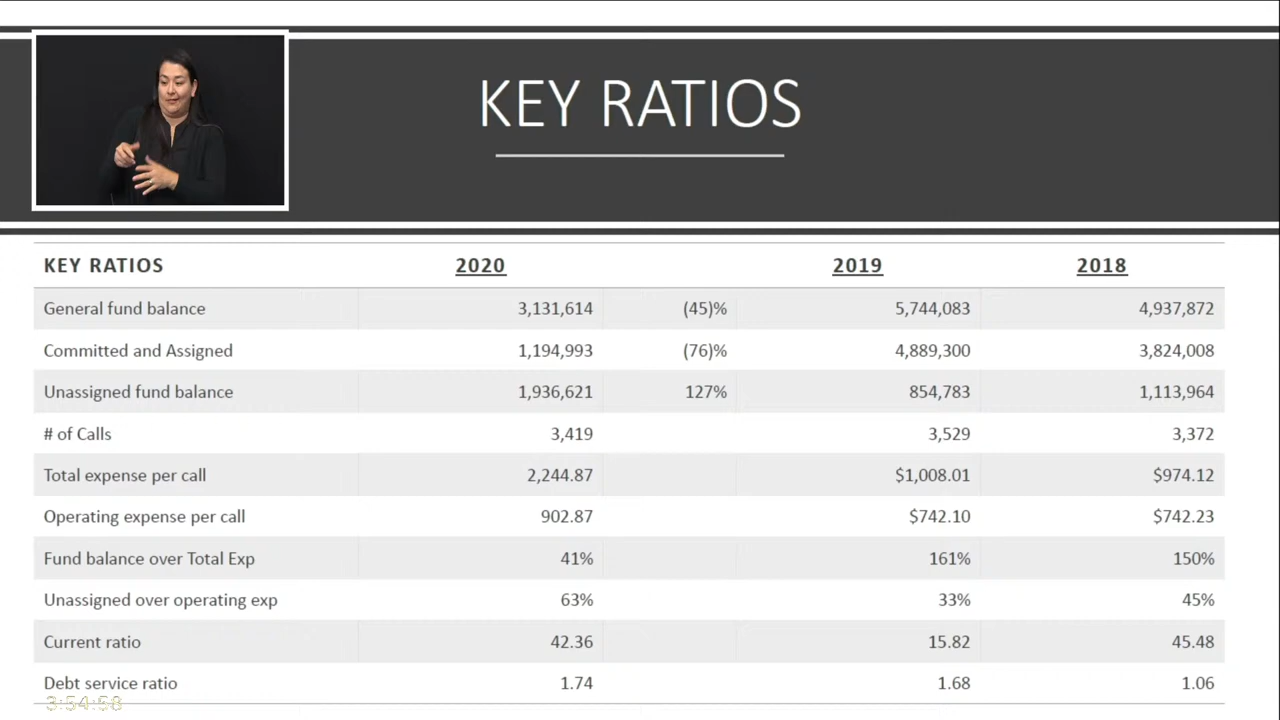 KEY RATIOS
KEY RATIOS 2020 2019 2018
General fund balance 3,131,614 (45)% 5,744,083 4,937,872
Committed and Assigned 1,194,993 (76)% 4,889,300 3,824,008
Unassigned fund balance 1,936,621 127% 854,783 1,113,964
# of Calls 3,419 3,529 3,372
Total expense per call 2,244.87 $1,008.01 $974.12
Operating expense per call 902.87 $742.10 $742.23
Fund balance over Total Exp 41% 161% 150%
Unassigned over operating exp 63% 33% 45%
Current ratio 42.36 15.82 45.48
Debt service ratio 1.74 1.68 1.06
3:54:58